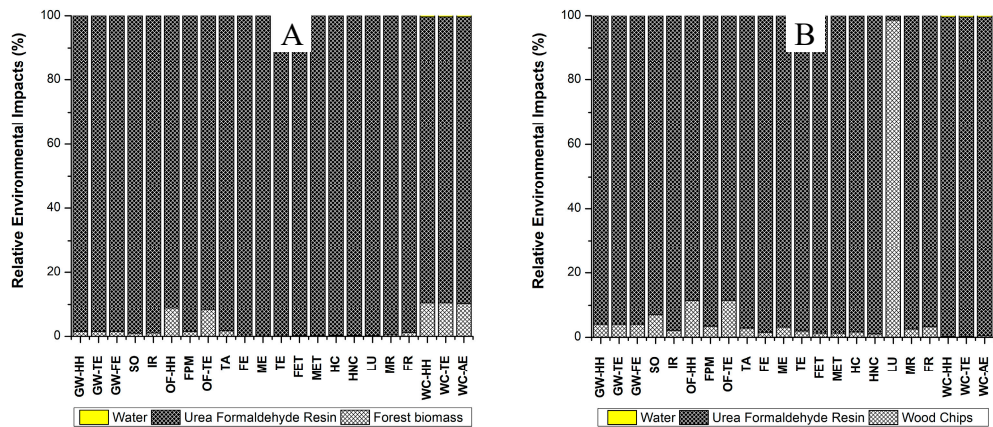 A
Relative Environmental Impacts (%)
100
80
60
40
20
0
GW-HH
GW-TE
GW-FE
SO
IR
OF-HH
FPM
OF-TE
TA
FE
ME
TE
FET
MET
HC
HNC
LU
MR
FR
WC-HH
WC-TE
WC-AE
Water Urea Formaldehyde Resin Forest biomass
B
Relative Environmental Impacts (%)
100
80
60
40
20
0
GW-HH
GW-TE
GW-FE
SO
IR
OF-HH
FPM
OF-TE
TA
FE
ME
TE
FET
MET
HC
HNC
LU
MR
FR
WC-HH
WC-TE
WC-AE
Water Urea Formaldehyde Resin Wood Chips